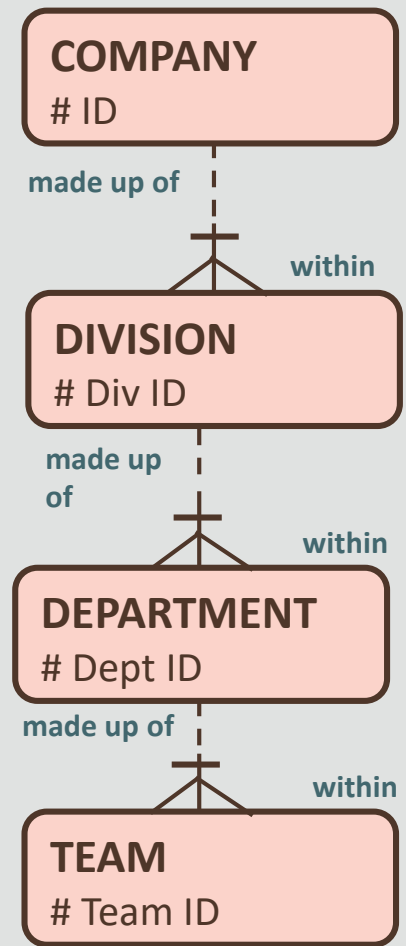 COMPANY
# ID
made up of
within
DIVISION
# Div ID
made up
of
within
DEPARTMENT
# Dept ID
made up of
within
TEAM
# Team ID